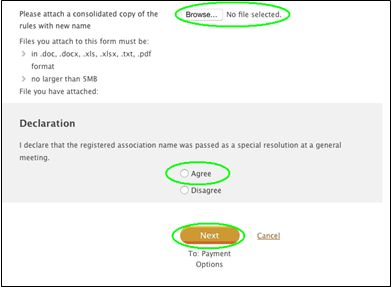 Please attach a consolidated copy of the
rules with new name
Browse... No file selected.
Files you attach to this form must be:
in .doc, .docx, .xls, .xlsx, .txt, .pdf
format
no larger than 5MB
File you have attached:
Declaration
I declare that the registered association name was passed as a special resolution at a general
meeting.
Agree
Disagree
Next Cancel
To: Payment
Options